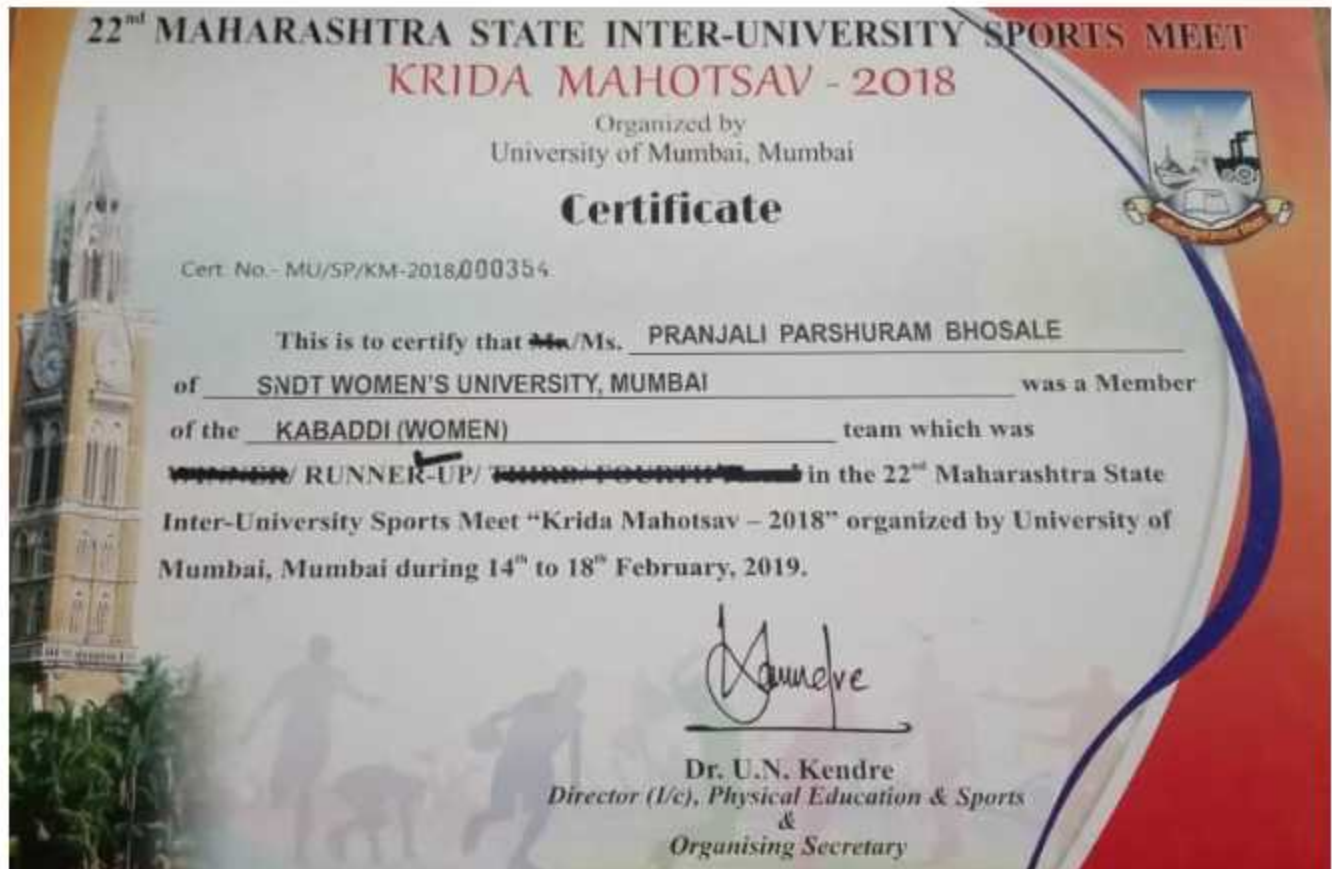 22nd MAHARASHTRA STATE INTER-UNIVERSITY SPORTS MEET
KRIDA MAHOTSAV - 2018
Organized by
University of Mumbai, Mumbai
Certificate
Cert. No.- MU/SP/KM-2018/000354
This is to certify that Mr./Ms. PRANJALI PARSHURAM BHOSALE
of SNDT WOMEN'S UNIVERSITY, MUMBAI was a Member
of the KABADDI (WOMEN) team which was
WINNER/ RUNNER-UP/ THIRD/ FOURTH/ in the 22nd Maharashtra State
Inter-University Sports Meet “Krida Mahotsav – 2018” organized by University of
Mumbai, Mumbai during 14th to 18th February, 2019.
Dr. U.N. Kendre
Director (I/c), Physical Education & Sports
&
Organising Secretary